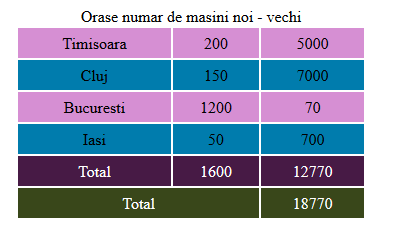 Orase numar de masini noi - vechi
Timisoara 200 5000
Cluj 150 7000
Bucuresti 1200 70
Iasi 50 700
Total 1600 12770
Total 18770